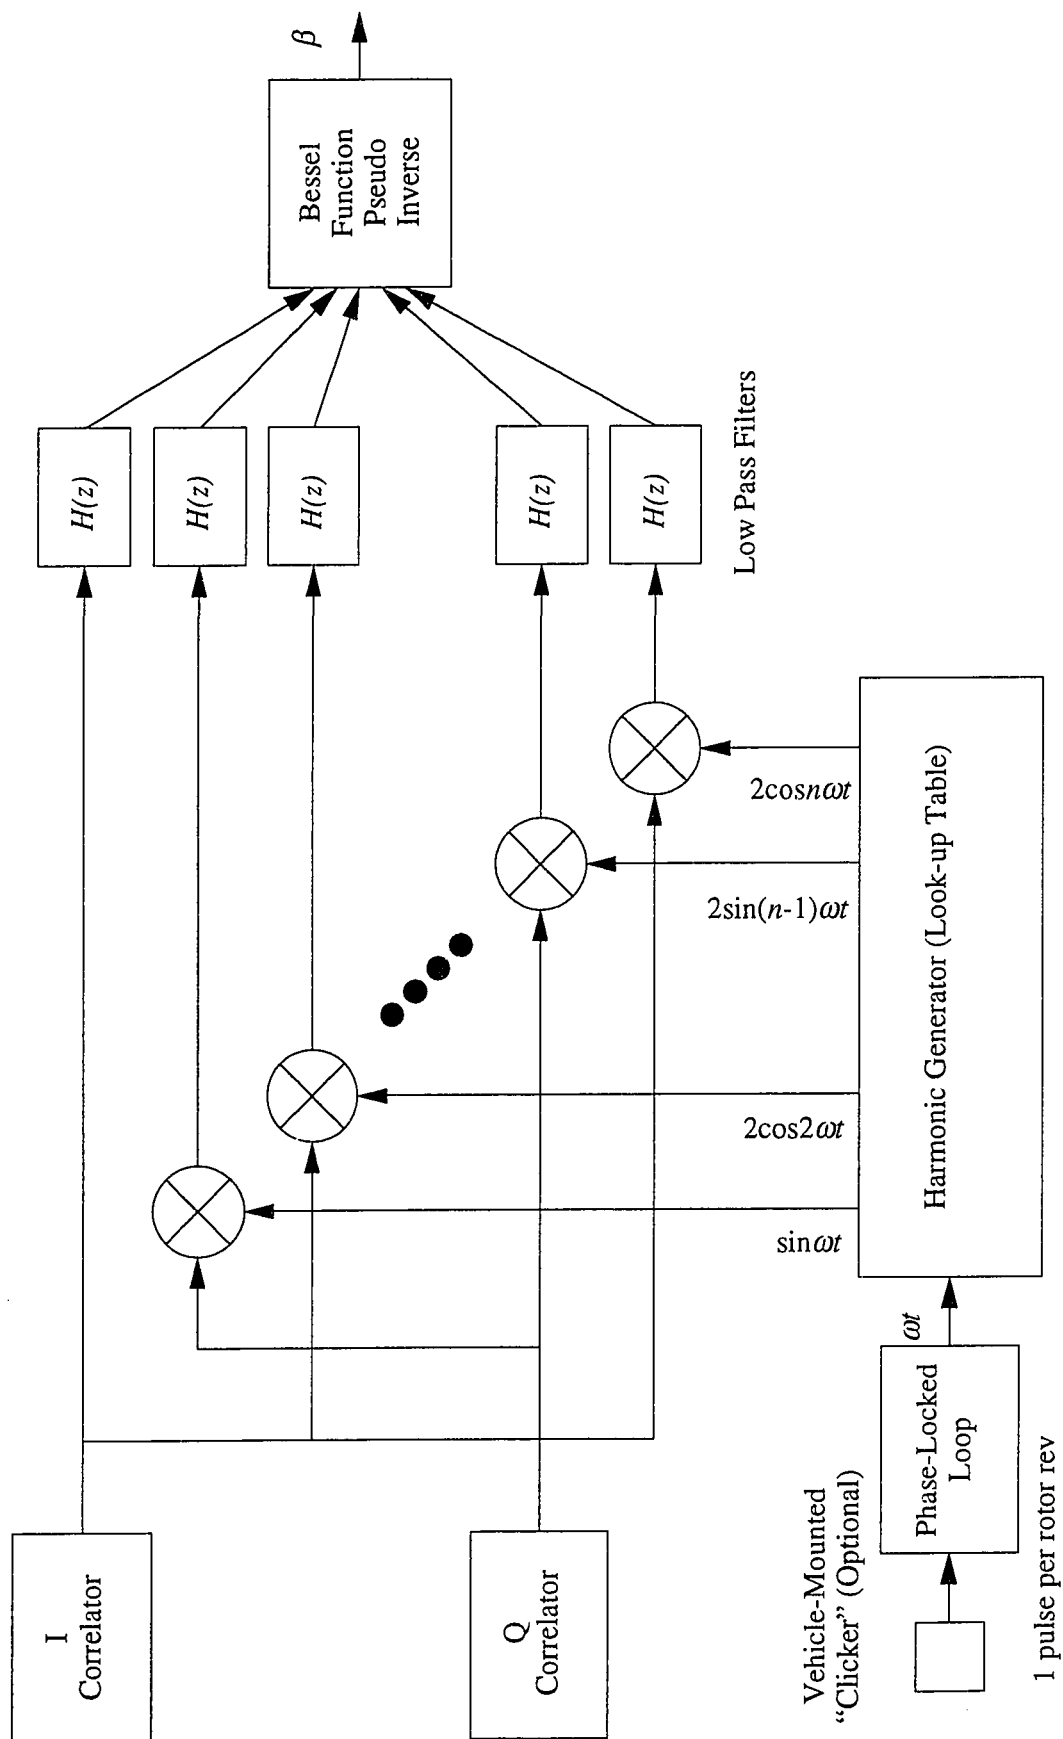 I
Correlator
Q
Correlator
Vehicle-Mounted
“Clicker” (Optional)
1 pulse per rotor rev
Phase-Locked
Loop
ωt
Harmonic Generator (Look-up Table)
sinωt
2cos2ωt
2sin(n-1)ωt
2cosnωt
H(z)
H(z)
H(z)
H(z)
H(z)
Low Pass Filters
Bessel
Function
Pseudo
Inverse
β